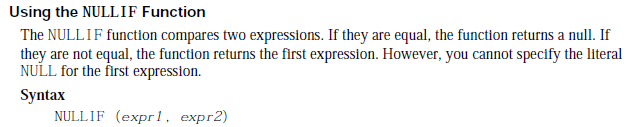 Using the NULLIF Function
The NULLIF function compares two expressions. If they are equal, the function returns a null. If
they are not equal, the function returns the first expression. However, you cannot specify the literal
NULL for the first expression.
Syntax
NULLIF (expr1, expr2)